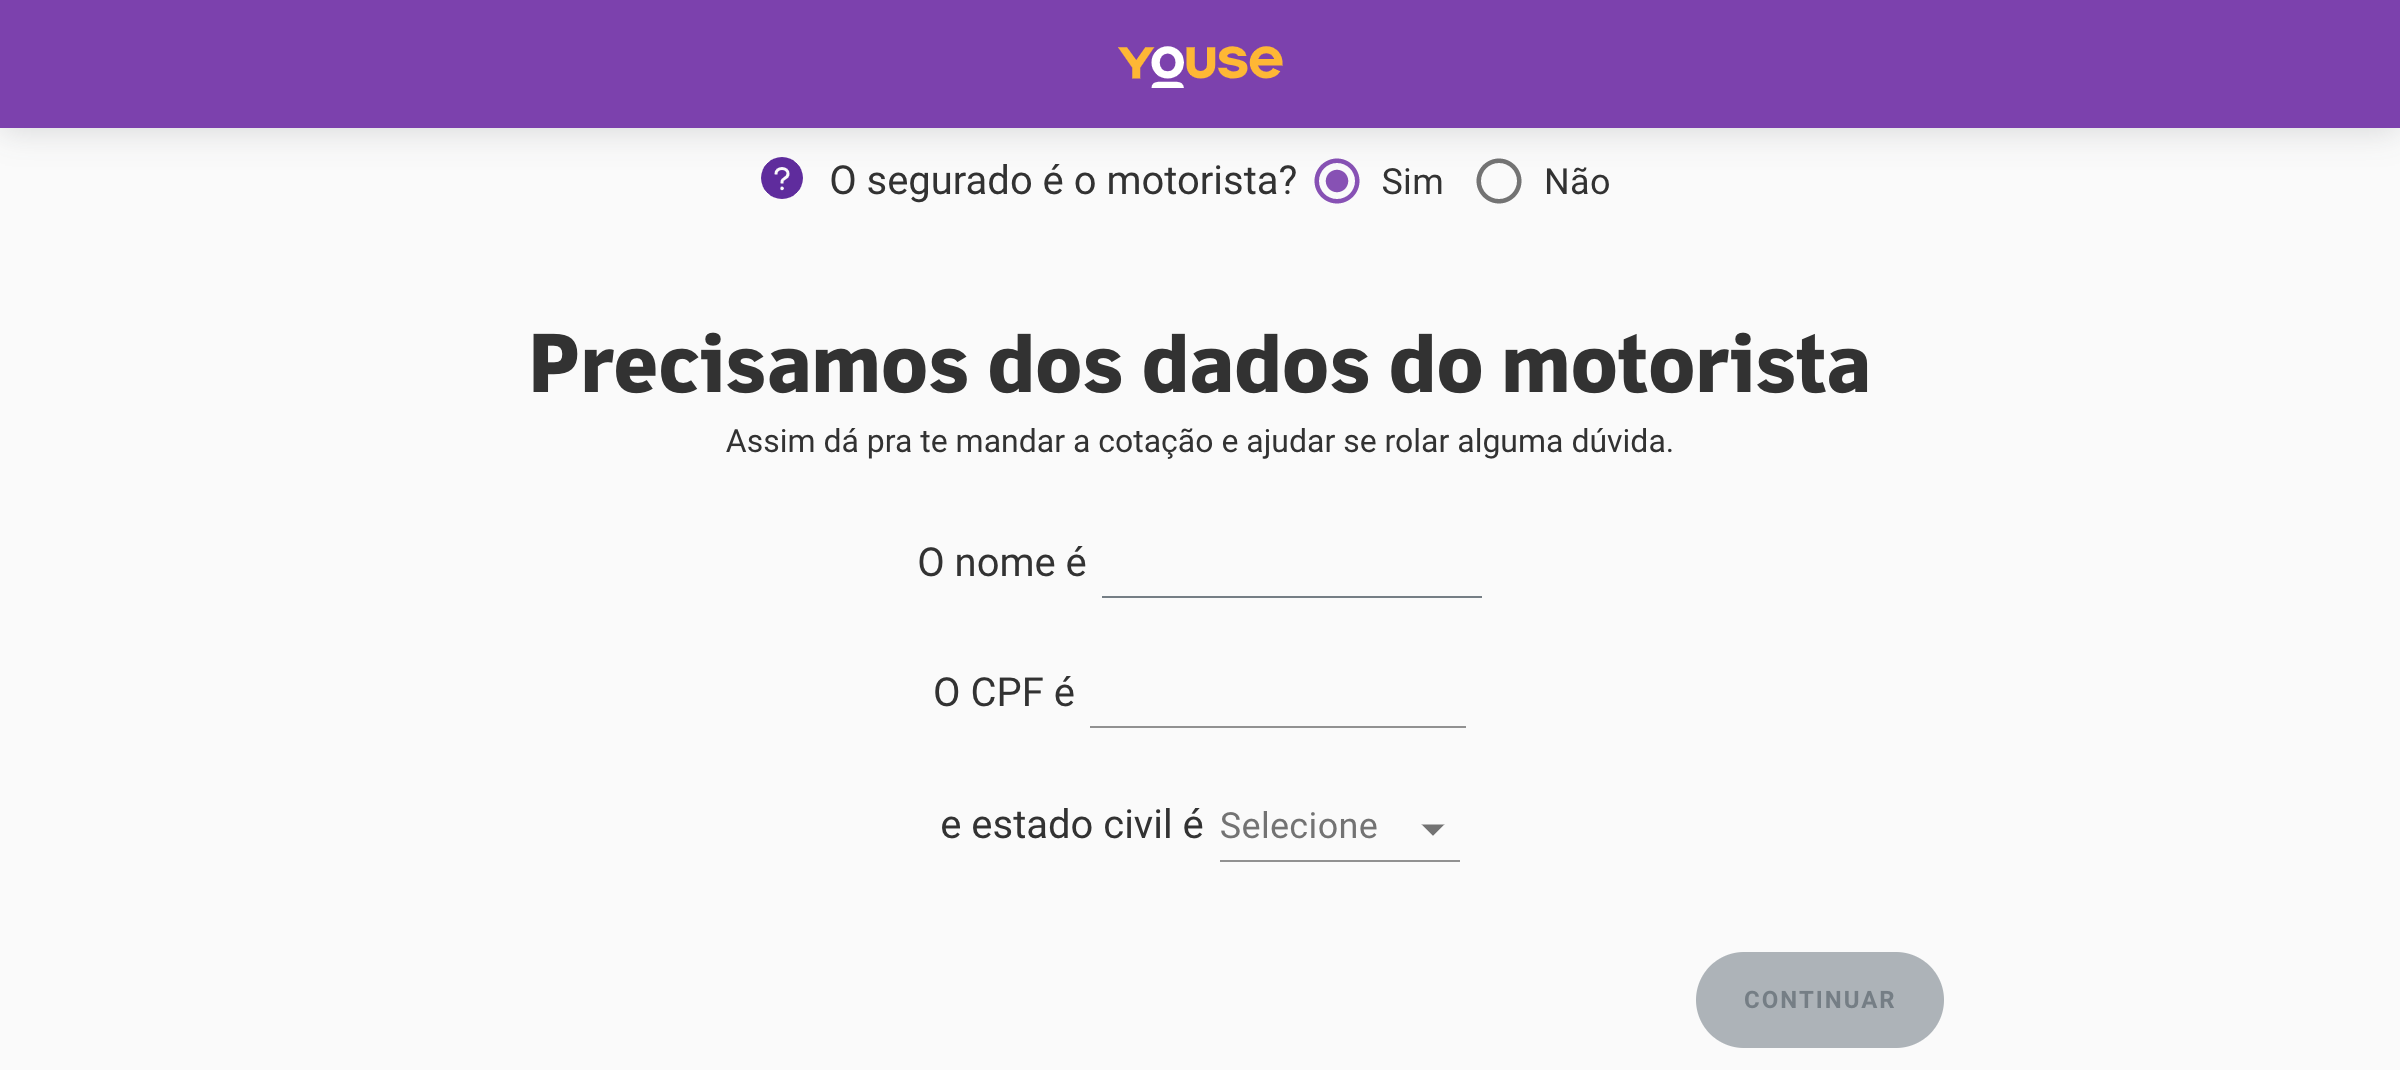 YOUSE
? O segurado é o motorista? Sim Não
Precisamos dos dados do motorista
Assim dá pra te mandar a cotação e ajudar se rolar alguma dúvida.
O nome é
O CPF é
e estado civil é Selecione
CONTINUAR